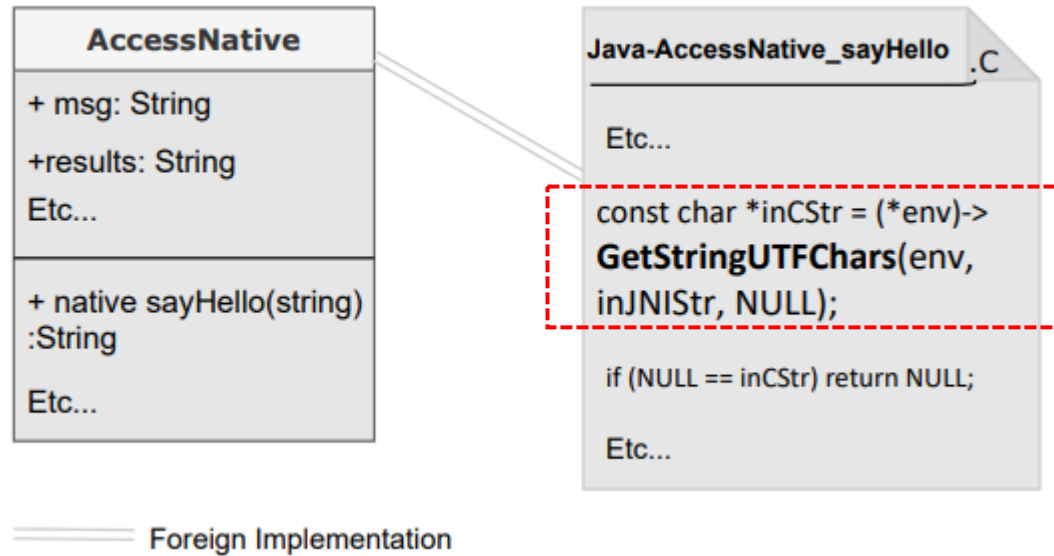 AccessNative
+ msg: String
+results: String
Etc...
+ native sayHello(string)
:String
Etc...
Java-AccessNative_sayHello
.C
Etc...
const char *inCStr = (*env)->
GetStringUTFChars(env,
inJNIStr, NULL);
if (NULL == inCStr) return NULL;
Etc...
Foreign Implementation